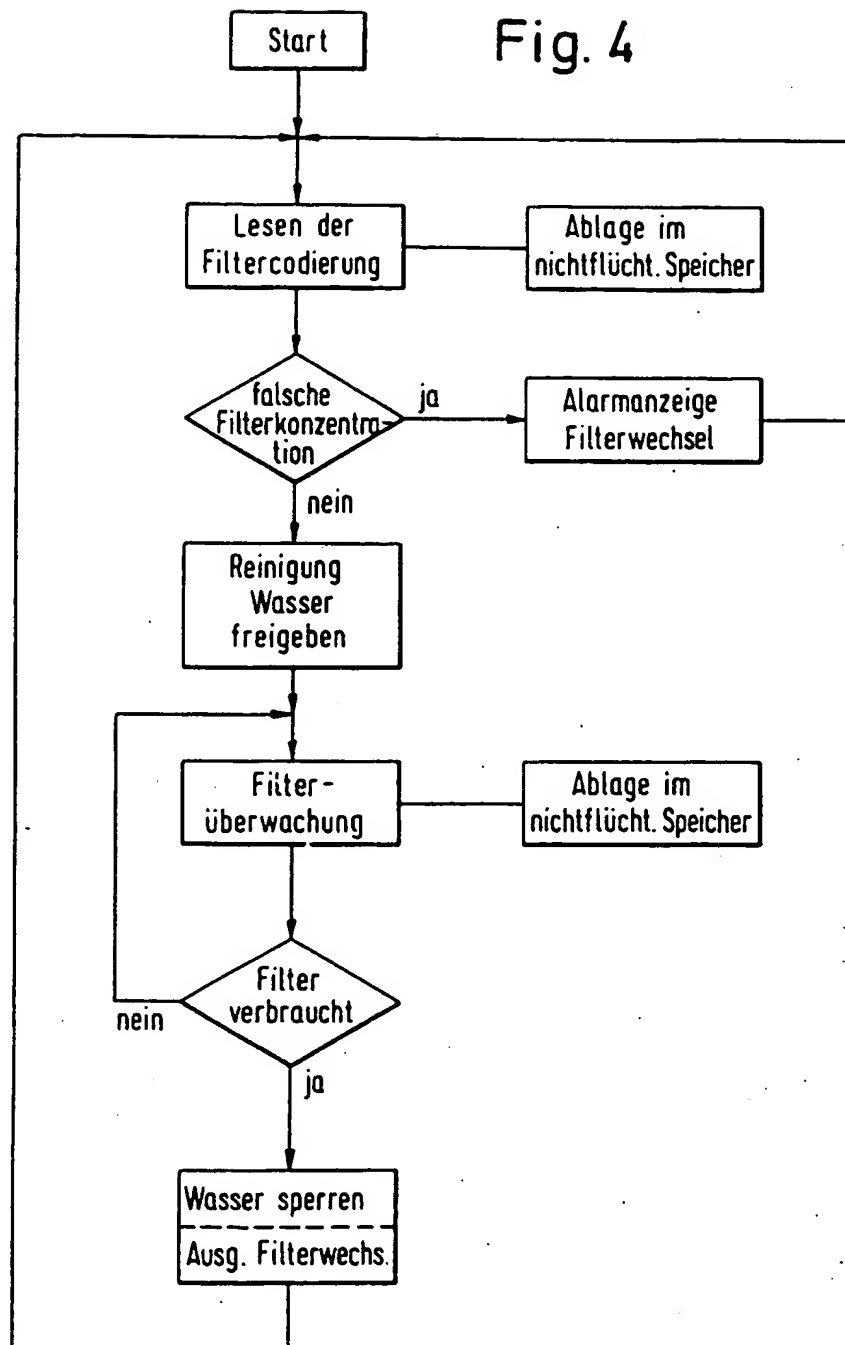 Start
Fig. 4
Lesen der
Filtercodierung
Ablage im
nichtflücht. Speicher
falsche
Filterkonzentra-
tion
ja
Alarmanzeige
Filterwechsel
nein
Reinigung
Wasser
freigeben
Filter-
überwachung
Ablage im
nichtflücht. Speicher
Filter
verbraucht
nein
ja
Wasser sperren
Ausg. Filterwechs.